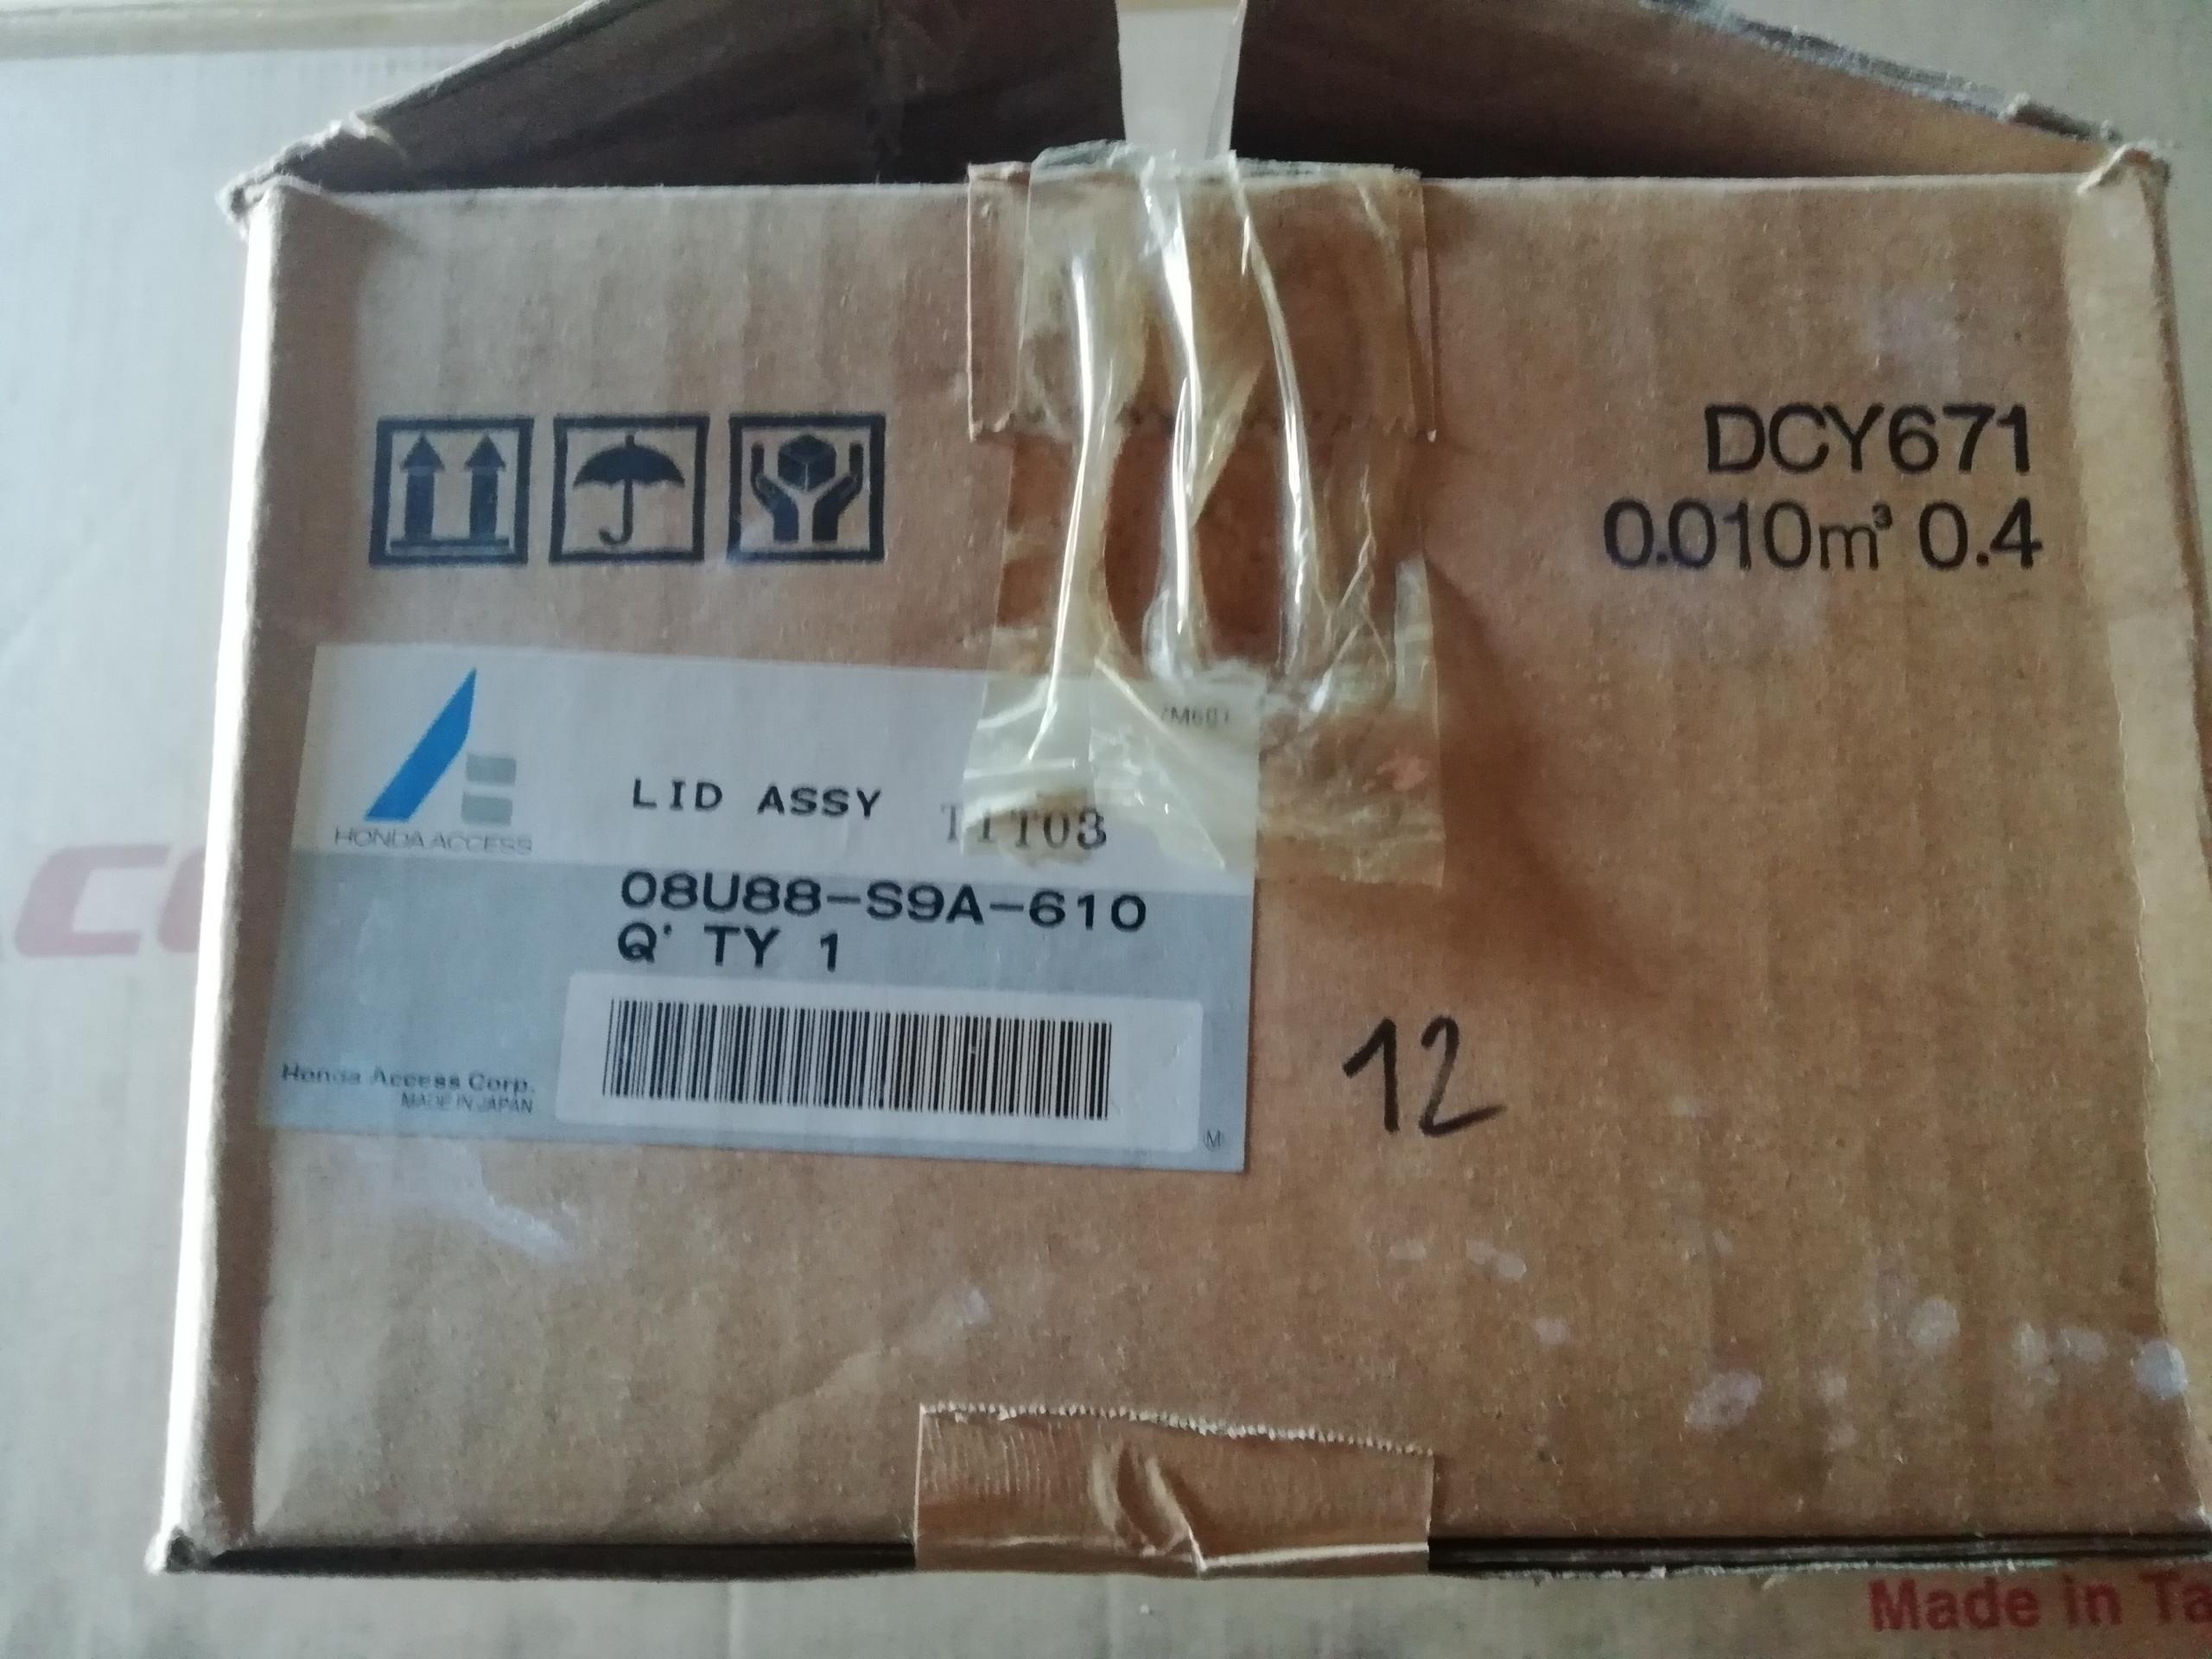 DCY671
0.010m³ 0.4
HONDA ACCESS
LID ASSY T1T03
08U88-S9A-610
Q'TY 1
Honda Access Corp.
MADE IN JAPAN
M
12
Made in